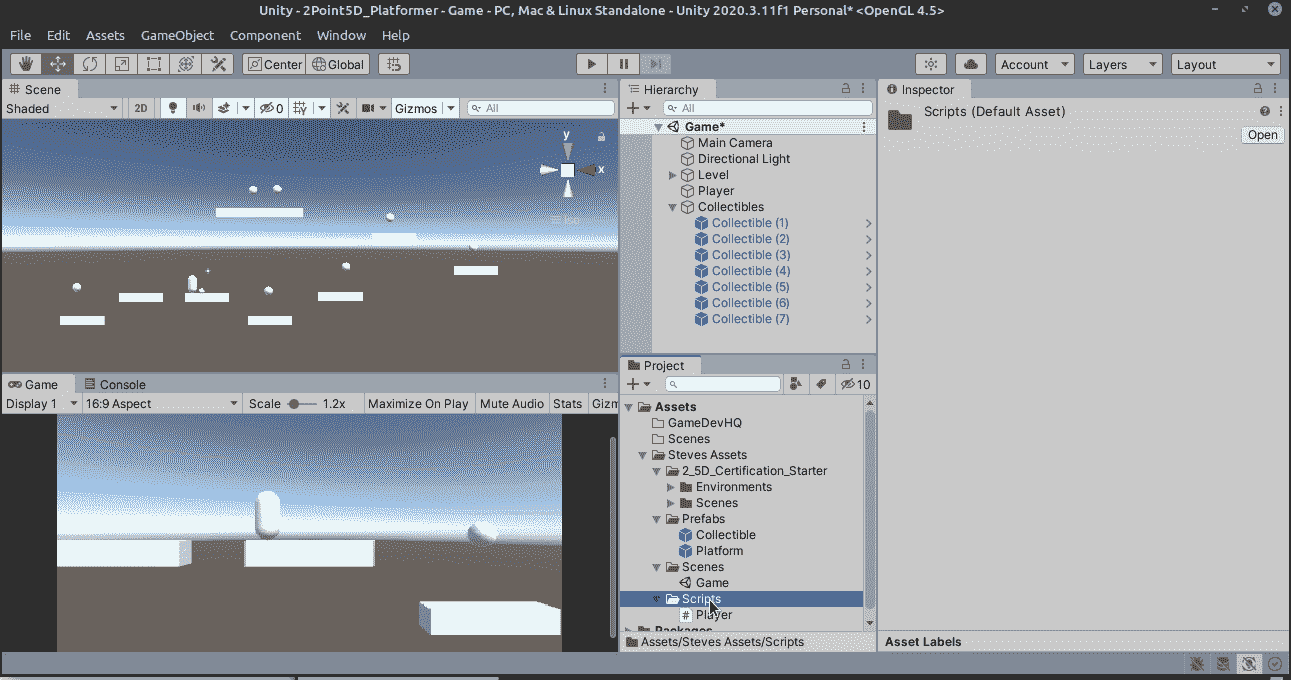 Unity - 2Point5D_Platformer - Game - PC, Mac & Linux Standalone - Unity 2020.3.11f1 Personal* <OpenGL 4.5>
File Edit Assets GameObject Component Window Help
Center Global Account Layers Layout
Scene
Shaded 2D 0 Gizmos All
y
x
Iso
Game Console
Display 1 16:9 Aspect Scale 1.2x Maximize On Play Mute Audio Stats Gizm
Hierarchy
All
Game*
Main Camera
Directional Light
Level
Player
Collectibles
Collectible (1)
Collectible (2)
Collectible (3)
Collectible (4)
Collectible (5)
Collectible (6)
Collectible (7)
Project
10
Assets
GameDevHQ
Scenes
Steves Assets
2_5D_Certification_Starter
Environments
Scenes
Prefabs
Collectible
Platform
Scenes
Game
Scripts
# Player
Packages
Assets/Steves Assets/Scripts
Inspector
Scripts (Default Asset)
Open
Asset Labels